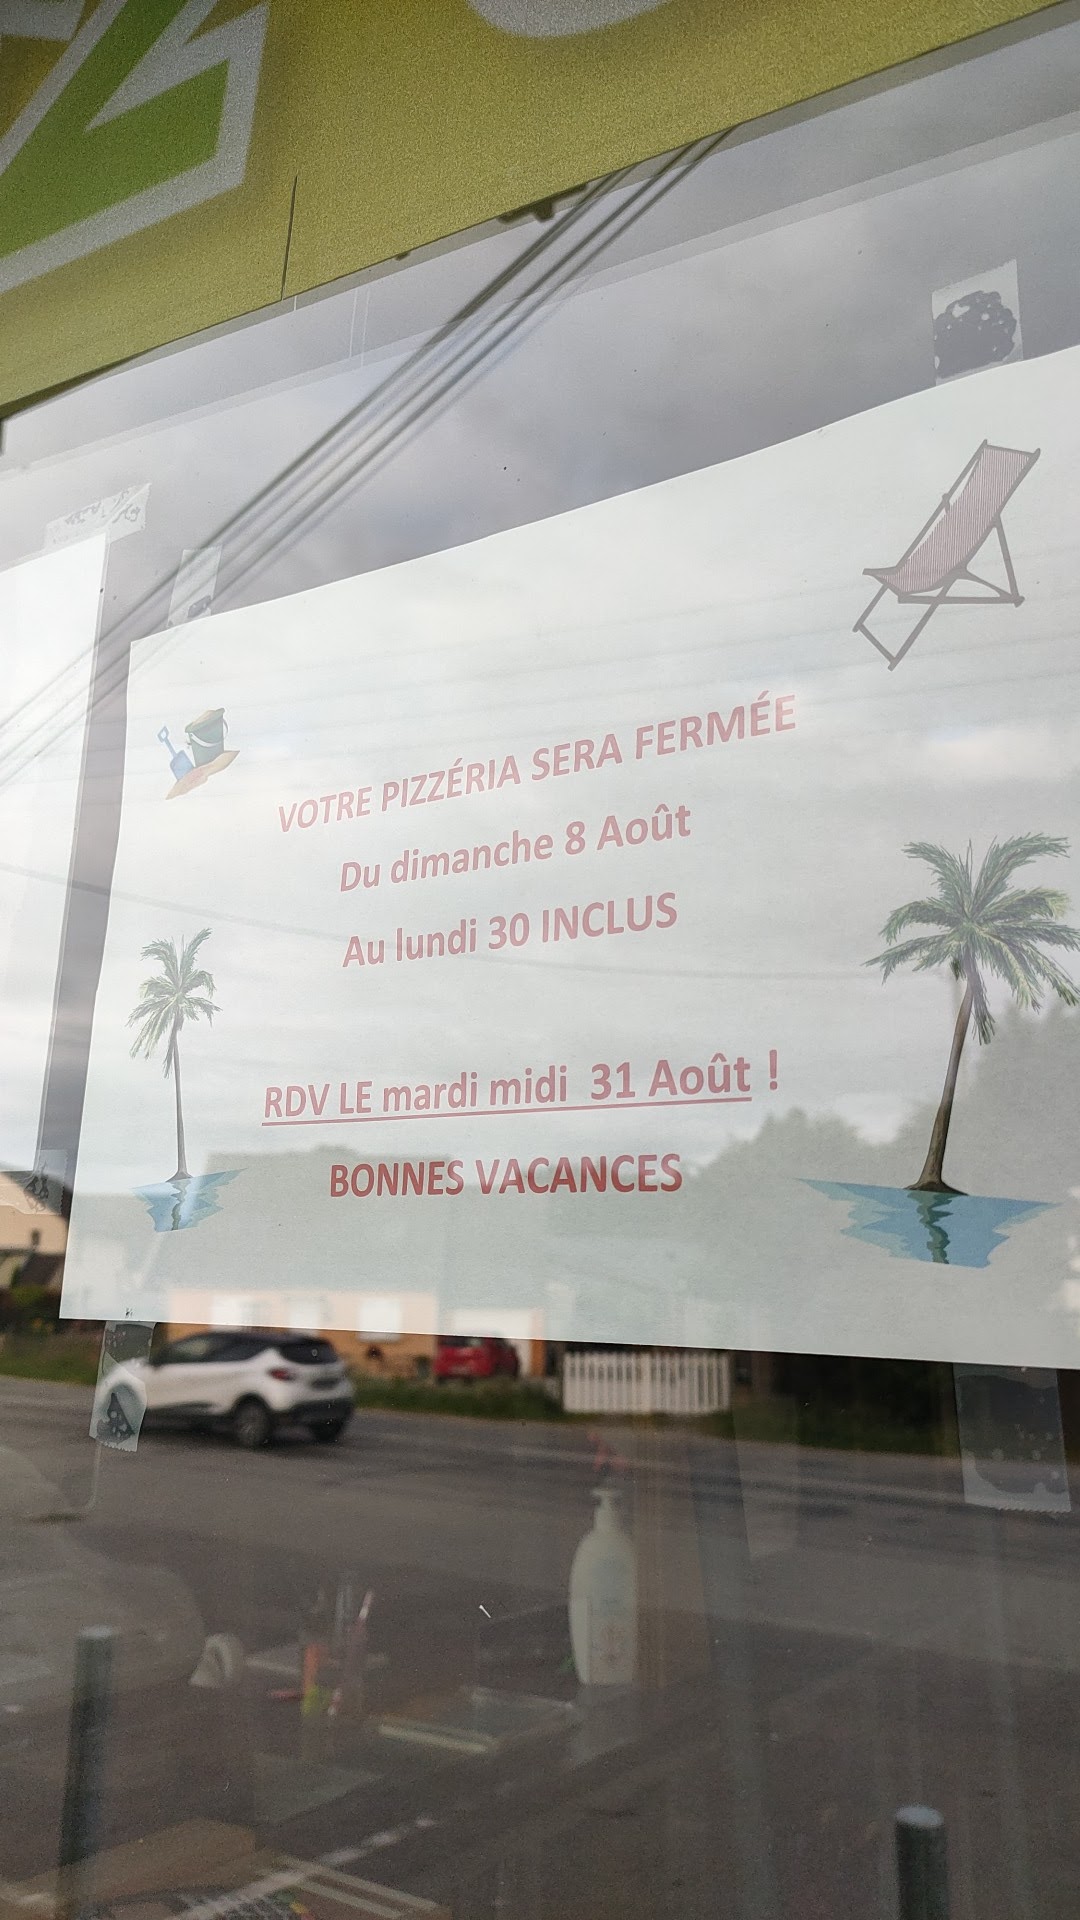 VOTRE PIZZÉRIA SERA FERMÉE
Du dimanche 8 Août
Au lundi 30 INCLUS
RDV LE mardi midi 31 Août !
BONNES VACANCES